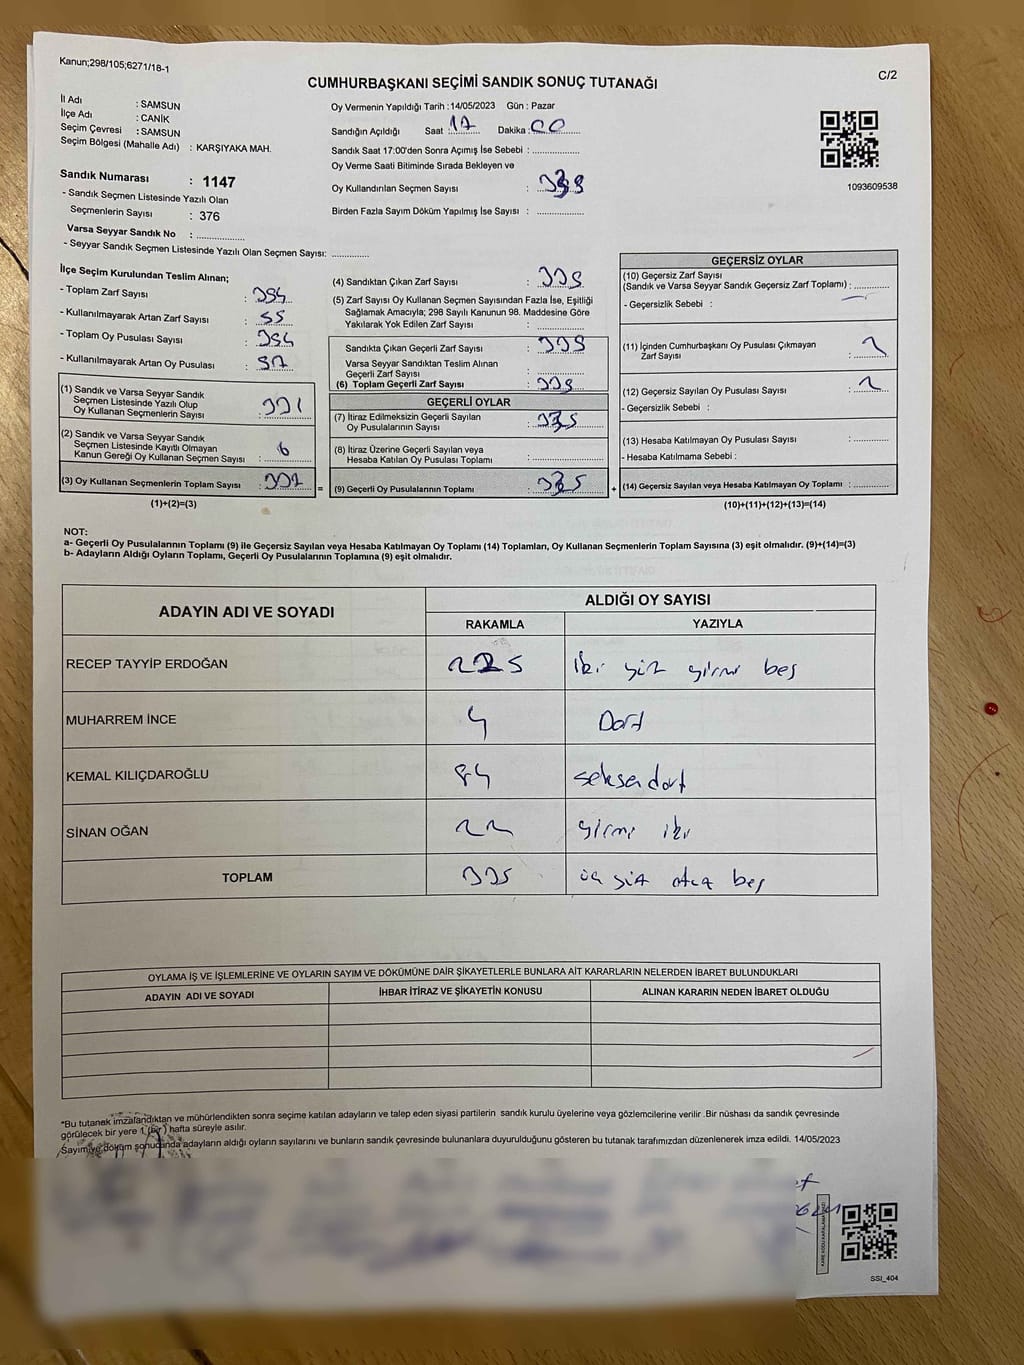 Kanun;298/105;6271/18-1
C/2
CUMHURBAŞKANI SEÇİMİ SANDIK SONUÇ TUTANAĞI
İl Adı : SAMSUN
İlçe Adı : CANİK
Seçim Çevresi : SAMSUN
Seçim Bölgesi (Mahalle Adı) : KARŞIYAKA MAH.
Sandık Numarası : 1147
- Sandık Seçmen Listesinde Yazılı Olan
Seçmenlerin Sayısı : 376
Varsa Seyyar Sandık No : ..................
- Seyyar Sandık Seçmen Listesinde Yazılı Olan Seçmen Sayısı: ..............
Oy Vermenin Yapıldığı Tarih :14/05/2023 Gün : Pazar
Sandığın Açıldığı Saat : 17 Dakika : 00
Sandık Saat 17:00'den Sonra Açımış İse Sebebi : ..................
Oy Verme Saati Bitiminde Sırada Bekleyen ve
Oy Kullandırılan Seçmen Sayısı :
Birden Fazla Sayım Döküm Yapılmış İse Sayısı : ..................
1093609538
İlçe Seçim Kurulundan Teslim Alınan;
- Toplam Zarf Sayısı :
- Kullanılmayarak Artan Zarf Sayısı : 55
- Toplam Oy Pusulası Sayısı :
- Kullanılmayarak Artan Oy Pusulası :
(1) Sandık ve Varsa Seyyar Sandık
Seçmen Listesinde Yazılı Olup
Oy Kullanan Seçmenlerin Sayısı : 331
(2) Sandık ve Varsa Seyyar Sandık
Seçmen Listesinde Kayıtlı Olmayan
Kanun Gereği Oy Kullanan Seçmen Sayısı : 6
(3) Oy Kullanan Seçmenlerin Toplam Sayısı : 337
(1)+(2)=(3)
=
(4) Sandıktan Çıkan Zarf Sayısı :
(5) Zarf Sayısı Oy Kullanan Seçmen Sayısından Fazla İse, Eşitliği
Sağlamak Amacıyla; 298 Sayılı Kanunun 98. Maddesine Göre
Yakılarak Yok Edilen Zarf Sayısı : ..................
Sandıkta Çıkan Geçerli Zarf Sayısı :
Varsa Seyyar Sandıktan Teslim Alınan
Geçerli Zarf Sayısı : ..................
(6) Toplam Geçerli Zarf Sayısı :
GEÇERLİ OYLAR
(7) İtiraz Edilmeksizin Geçerli Sayılan
Oy Pusulalarının Sayısı : 335
(8) İtiraz Üzerine Geçerli Sayılan veya
Hesaba Katılan Oy Pusulası Toplamı : ..................
(9) Geçerli Oy Pusulalarının Toplamı : 335
+
GEÇERSİZ OYLAR
(10) Geçersiz Zarf Sayısı
(Sandık ve Varsa Seyyar Sandık Geçersiz Zarf Toplamı) : ............
- Geçersizlik Sebebi :
(11) İçinden Cumhurbaşkanı Oy Pusulası Çıkmayan
Zarf Sayısı : 2
(12) Geçersiz Sayılan Oy Pusulası Sayısı : 2
- Geçersizlik Sebebi :
(13) Hesaba Katılmayan Oy Pusulası Sayısı : ............
- Hesaba Katılmama Sebebi :
(14) Geçersiz Sayılan veya Hesaba Katılmayan Oy Toplamı : ............
(10)+(11)+(12)+(13)=(14)
NOT:
a- Geçerli Oy Pusulalarının Toplamı (9) ile Geçersiz Sayılan veya Hesaba Katılmayan Oy Toplamı (14) Toplamları, Oy Kullanan Seçmenlerin Toplam Sayısına (3) eşit olmalıdır. (9)+(14)=(3)
b- Adayların Aldığı Oyların Toplamı, Geçerli Oy Pusulalarının Toplamına (9) eşit olmalıdır.
ADAYIN ADI VE SOYADI
ALDIĞI OY SAYISI
RAKAMLA YAZIYLA
RECEP TAYYİP ERDOĞAN 225 iki yüz yirmi beş
MUHARREM İNCE 4 Dört
KEMAL KILIÇDAROĞLU 84 seksendört
SİNAN OĞAN 22 yirmi iki
TOPLAM 335 üç yüz otuz beş
OYLAMA İŞ VE İŞLEMLERİNE VE OYLARIN SAYIM VE DÖKÜMÜNE DAİR ŞİKAYETLERLE BUNLARA AİT KARARLARIN NELERDEN İBARET BULUNDUKLARI
ADAYIN ADI VE SOYADI İHBAR İTİRAZ VE ŞİKAYETİN KONUSU ALINAN KARARIN NEDEN İBARET OLDUĞU
*Bu tutanak imzalandıktan ve mühürlendikten sonra seçime katılan adayların ve talep eden siyasi partilerin sandık kurulu üyelerine veya gözlemcilerine verilir .Bir nüshası da sandık çevresinde
görülecek bir yere 1 (bir) hafta süreyle asılır.
Sayım ve döküm sonucunda adayların aldığı oyların sayılarını ve bunların sandık çevresinde bulunanlara duyurulduğunu gösteren bu tutanak tarafımızdan düzenlenerek imza edildi. 14/05/2023
SSI_404